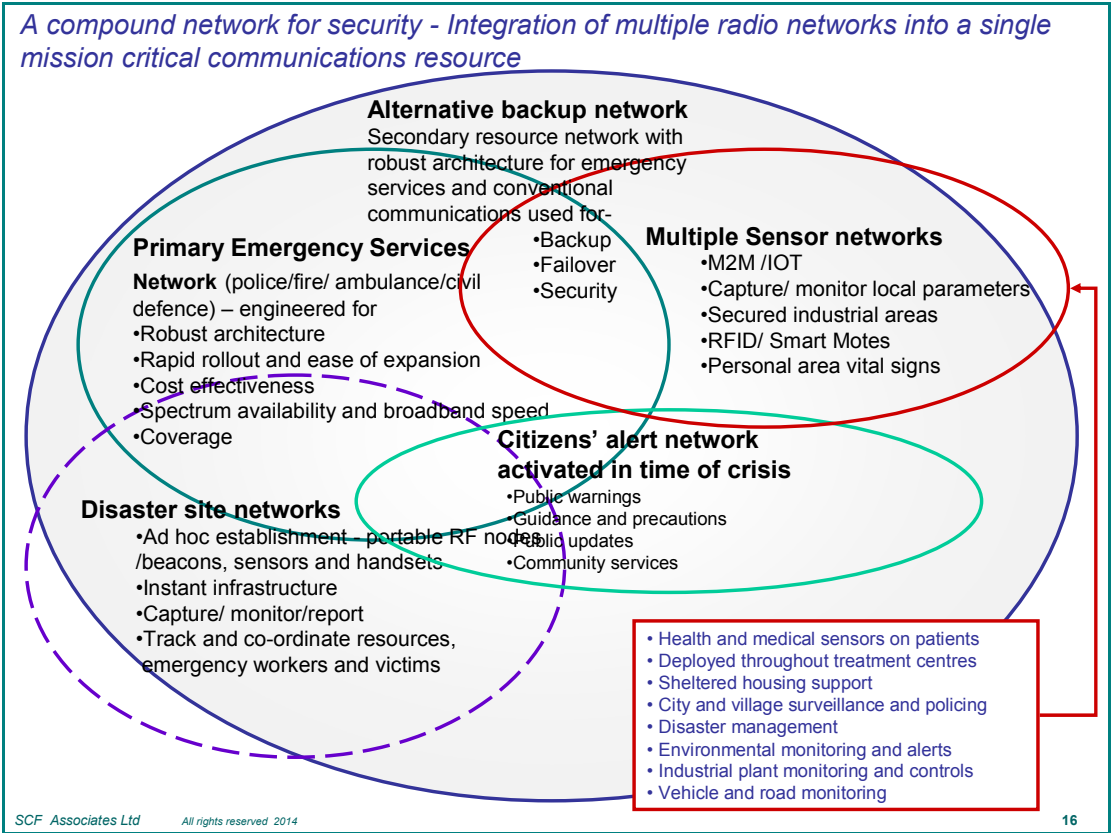 A compound network for security - Integration of multiple radio networks into a single
mission critical communications resource
Alternative backup network
Secondary resource network with
robust architecture for emergency
services and conventional
communications used for-
•Backup
•Failover
•Security
Primary Emergency Services
Network (police/fire/ ambulance/civil
defence) – engineered for
•Robust architecture
•Rapid rollout and ease of expansion
•Cost effectiveness
•Spectrum availability and broadband speed
•Coverage
Multiple Sensor networks
•M2M /IOT
•Capture/ monitor local parameters
•Secured industrial areas
•RFID/ Smart Motes
•Personal area vital signs
Citizens’ alert network
activated in time of crisis
•Public warnings
•Guidance and precautions
•Public updates
•Community services
Disaster site networks
•Ad hoc establishment - portable RF nodes
/beacons, sensors and handsets
•Instant infrastructure
•Capture/ monitor/report
•Track and co-ordinate resources,
emergency workers and victims
• Health and medical sensors on patients
• Deployed throughout treatment centres
• Sheltered housing support
• City and village surveillance and policing
• Disaster management
• Environmental monitoring and alerts
• Industrial plant monitoring and controls
• Vehicle and road monitoring
SCF Associates Ltd All rights reserved 2014 16